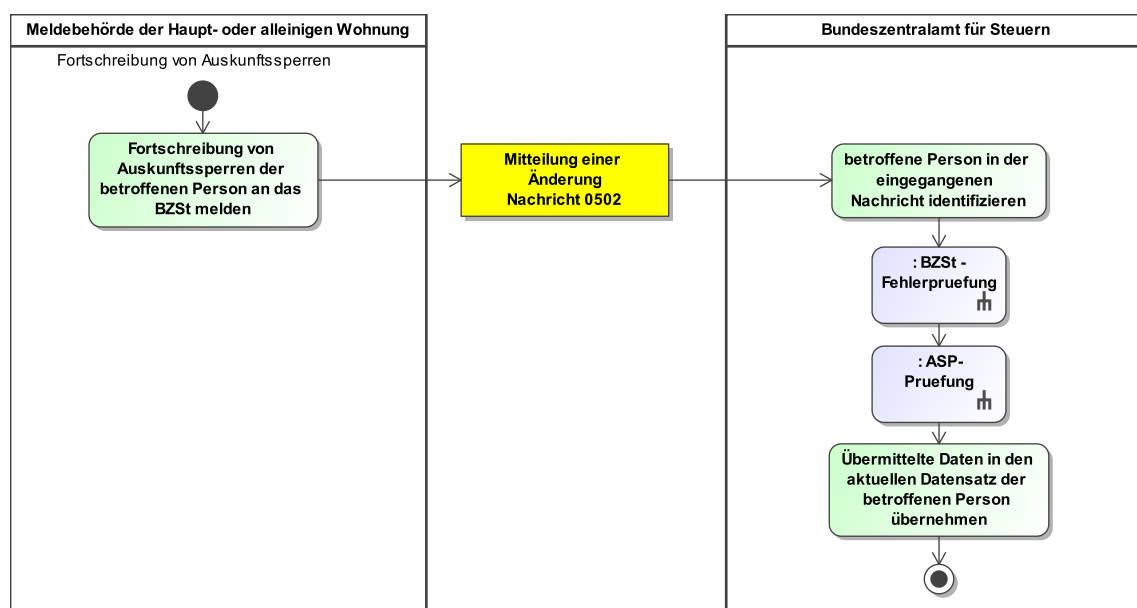 Meldebehörde der Haupt- oder alleinigen Wohnung
Fortschreibung von Auskunftssperren
Fortschreibung von
Auskunftssperren der
betroffenen Person an das
BZSt melden
Mitteilung einer
Änderung
Nachricht 0502
Bundeszentralamt für Steuern
betroffene Person in der
eingegangenen
Nachricht identifizieren
: BZSt -
Fehlerpruefung
: ASP-
Pruefung
Übermittelte Daten in den
aktuellen Datensatz der
betroffenen Person
übernehmen